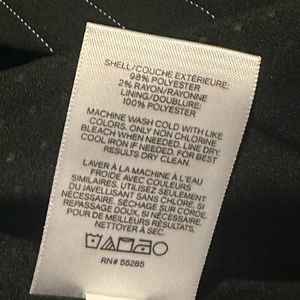 SHELL/COUCHE EXTÉRIEURE:
98% POLYESTER
2% RAYON/RAYONNE
LINING/DOUBLURE:
100% POLYESTER
MACHINE WASH COLD WITH LIKE
COLORS. ONLY NON CHLORINE
BLEACH WHEN NEEDED. LINE DRY.
COOL IRON IF NEEDED. FOR BEST
RESULTS DRY CLEAN.
LAVER À LA MACHINE À L'EAU
FROIDE AVEC COULEURS
SIMILAIRES. UTILISEZ SEULEMENT
DU JAVELLISANT SANS CHLORE, SI
NÉCESSAIRE. SÉCHAGE SUR CORDE.
REPASSAGE DOUX, SI NÉCESSAIRE.
POUR DE MEILLEURS RÉSULTATS,
NETTOYER À SEC.
RN# 55285